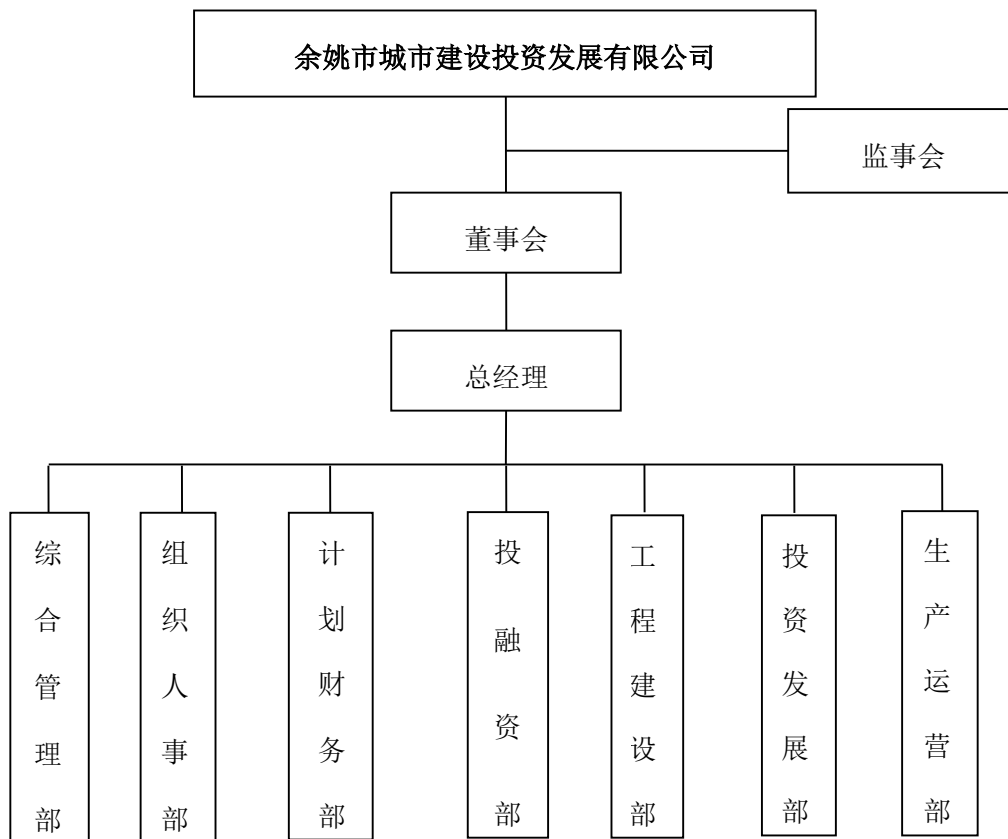 余姚市城市建设投资发展有限公司
监事会
董事会
总经理
综合管理部
组织人事部
计划财务部
投融资部
工程建设部
投资发展部
生产运营部